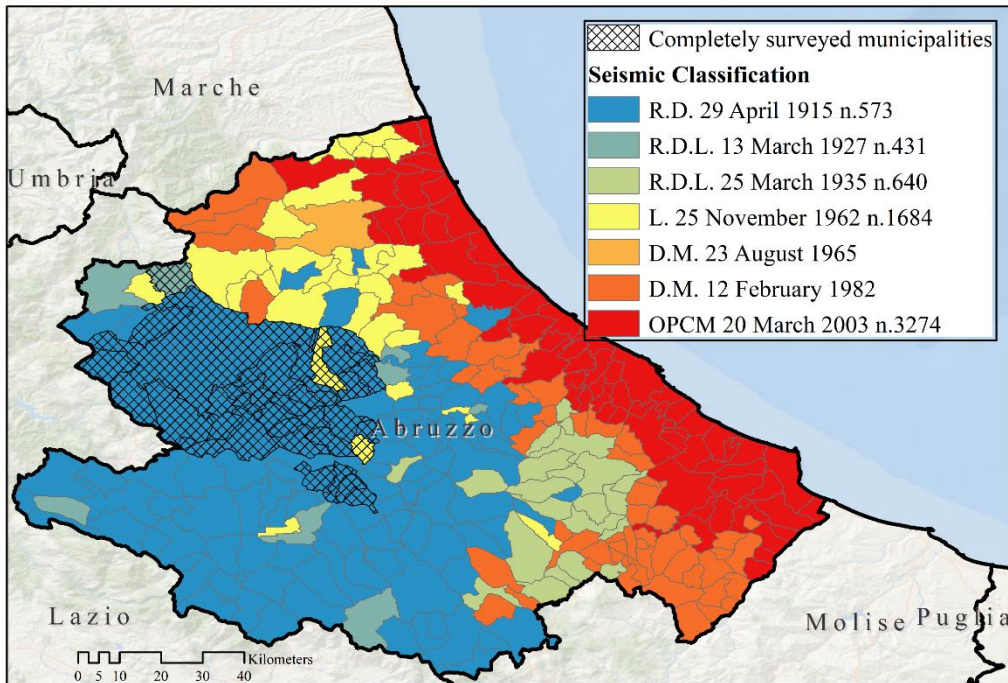 Completely surveyed municipalities
Seismic Classification
R.D. 29 April 1915 n.573
R.D.L. 13 March 1927 n.431
R.D.L. 25 March 1935 n.640
L. 25 November 1962 n.1684
D.M. 23 August 1965
D.M. 12 February 1982
OPCM 20 March 2003 n.3274
Marche
Umbria
Abruzzo
Lazio
Molise
Puglia
Kilometers
0 5 10 20 30 40